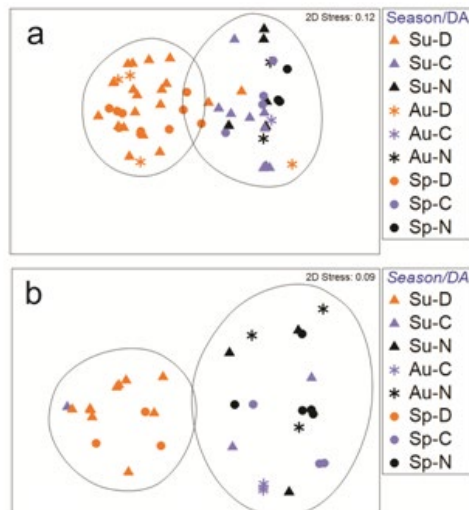 a
2D Stress: 0.12
Season/DA
Su-D
Su-C
Su-N
Au-D
Au-C
Au-N
Sp-D
Sp-C
Sp-N
b
2D Stress: 0.09
Season/DA
Su-D
Su-C
Su-N
Au-C
Au-N
Sp-D
Sp-C
Sp-N